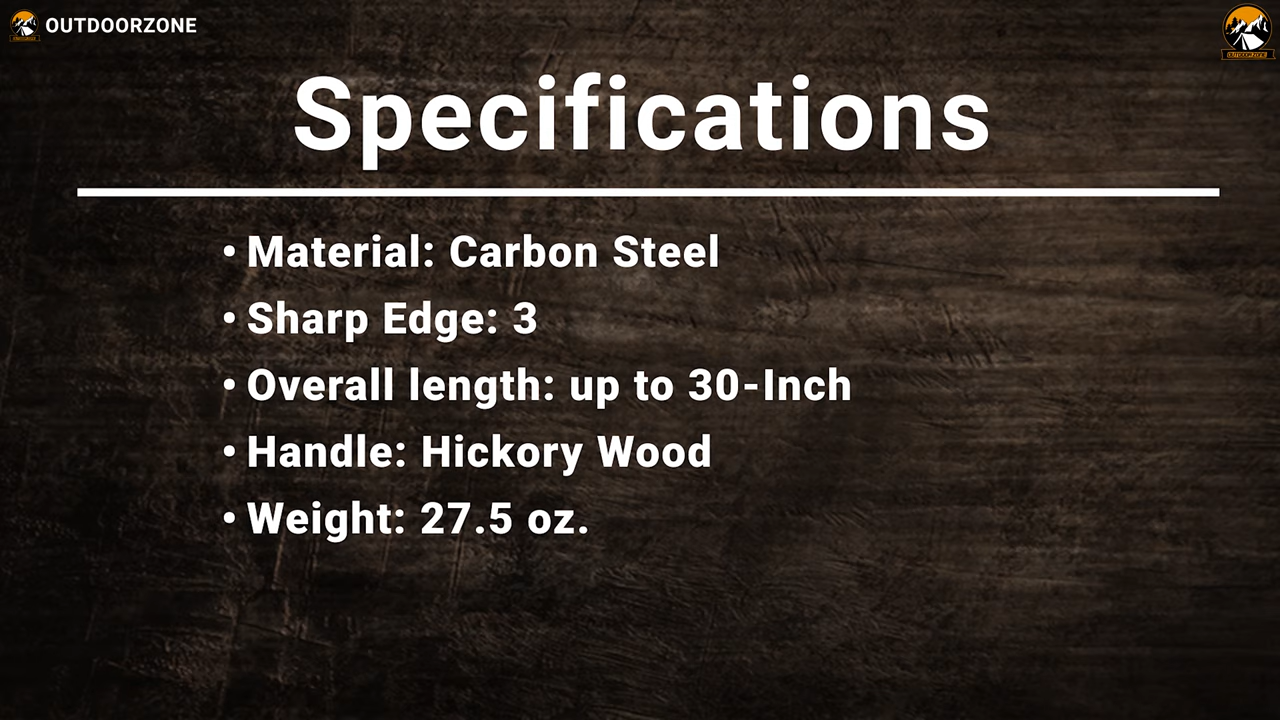 OUTDOORZONE
OUTDOORZONE
Specifications
• Material: Carbon Steel
• Sharp Edge: 3
• Overall length: up to 30-Inch
• Handle: Hickory Wood
• Weight: 27.5 oz.